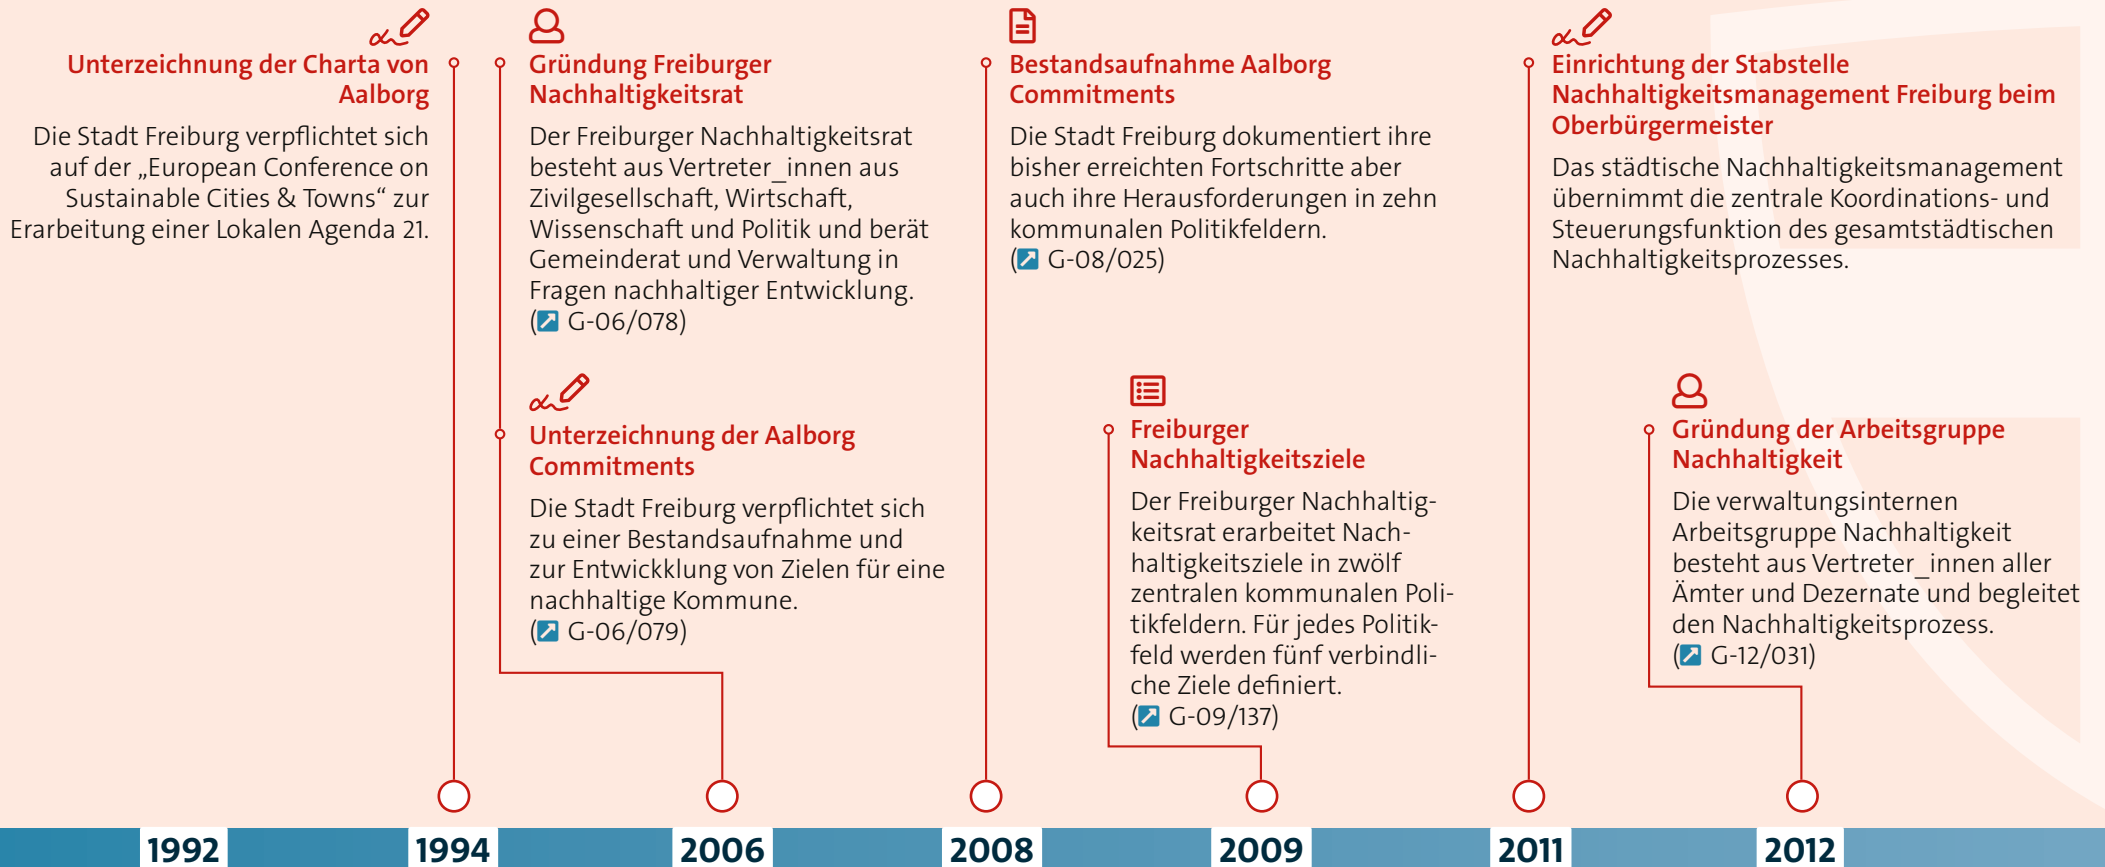 Unterzeichnung der Charta von
Aalborg
Die Stadt Freiburg verpflichtet sich
auf der „European Conference on
Sustainable Cities & Towns“ zur
Erarbeitung einer Lokalen Agenda 21.
Gründung Freiburger
Nachhaltigkeitsrat
Der Freiburger Nachhaltigkeitsrat
besteht aus Vertreter_innen aus
Zivilgesellschaft, Wirtschaft,
Wissenschaft und Politik und berät
Gemeinderat und Verwaltung in
Fragen nachhaltiger Entwicklung.
(G-06/078)
Unterzeichnung der Aalborg
Commitments
Die Stadt Freiburg verpflichtet sich
zu einer Bestandsaufnahme und
zur Entwickklung von Zielen für eine
nachhaltige Kommune.
(G-06/079)
Bestandsaufnahme Aalborg
Commitments
Die Stadt Freiburg dokumentiert ihre
bisher erreichten Fortschritte aber
auch ihre Herausforderungen in zehn
kommunalen Politikfeldern.
(G-08/025)
Freiburger
Nachhaltigkeitsziele
Der Freiburger Nachhaltig-
keitsrat erarbeitet Nach-
haltigkeitsziele in zwölf
zentralen kommunalen Poli-
tikfeldern. Für jedes Politik-
feld werden fünf verbindli-
che Ziele definiert.
(G-09/137)
Einrichtung der Stabstelle
Nachhaltigkeitsmanagement Freiburg beim
Oberbürgermeister
Das städtische Nachhaltigkeitsmanagement
übernimmt die zentrale Koordinations- und
Steuerungsfunktion des gesamtstädtischen
Nachhaltigkeitsprozesses.
Gründung der Arbeitsgruppe
Nachhaltigkeit
Die verwaltungsinternen
Arbeitsgruppe Nachhaltigkeit
besteht aus Vertreter_innen aller
Ämter und Dezernate und begleitet
den Nachhaltigkeitsprozess.
(G-12/031)
1992 1994 2006 2008 2009 2011 2012